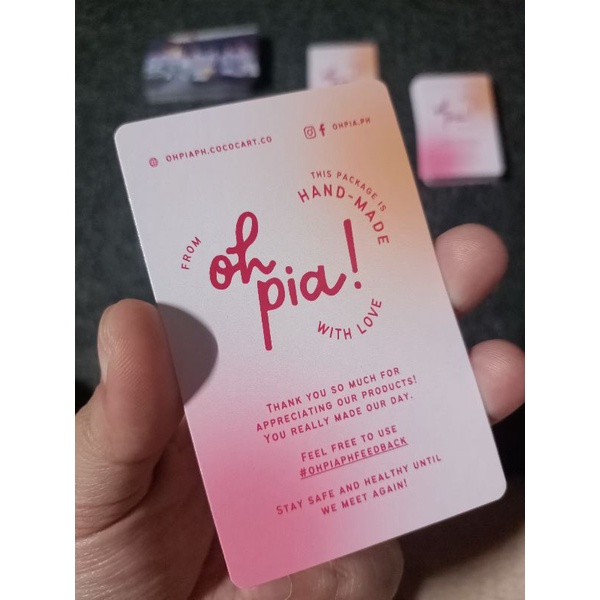 OHPIAPH.COCOCART.CO
OHPIA.PH
THIS PACKAGE IS
HAND-MADE
FROM
oh
pia!
WITH LOVE
THANK YOU SO MUCH FOR
APPRECIATING OUR PRODUCTS!
YOU REALLY MADE OUR DAY.
FEEL FREE TO USE
#OHPIAPHFEEDBACK
STAY SAFE AND HEALTHY UNTIL
WE MEET AGAIN!
oh
pia!